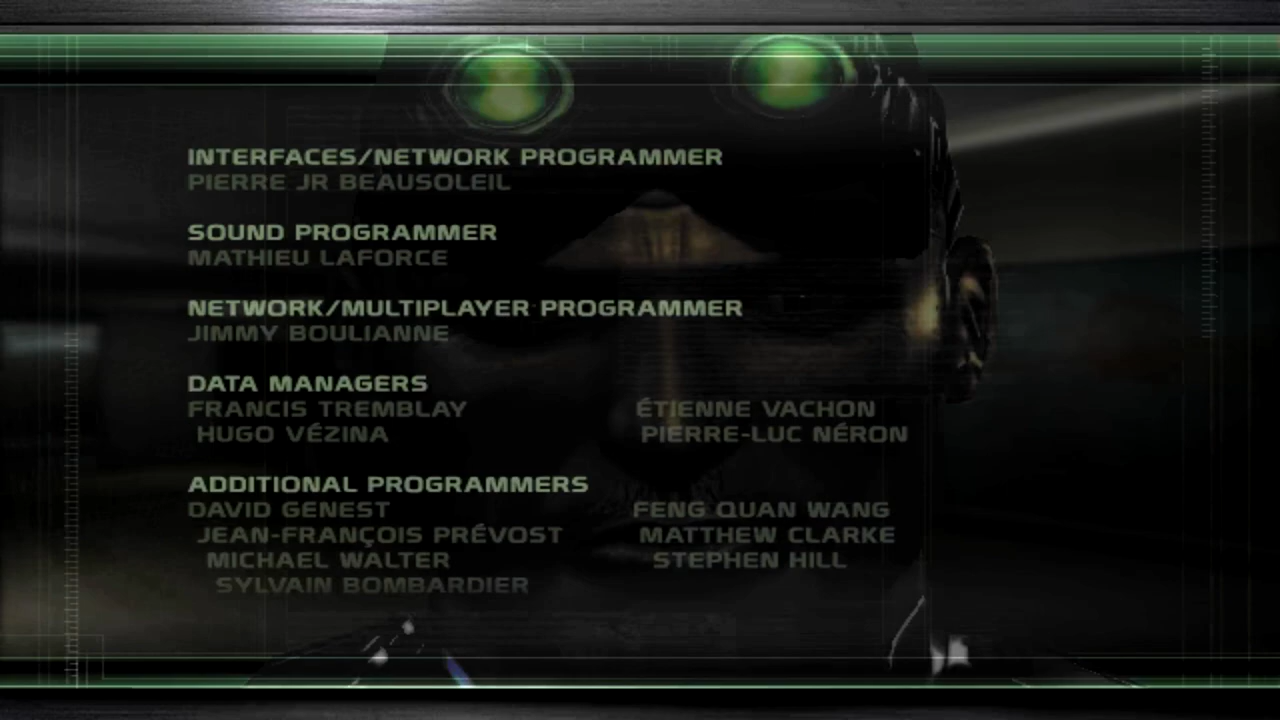 INTERFACES/NETWORK PROGRAMMER
PIERRE JR BEAUSOLEIL
SOUND PROGRAMMER
MATHIEU LAFORCE
NETWORK/MULTIPLAYER PROGRAMMER
JIMMY BOULIANNE
DATA MANAGERS
FRANCIS TREMBLAY ÉTIENNE VACHON
HUGO VÉZINA PIERRE-LUC NÉRON
ADDITIONAL PROGRAMMERS
DAVID GENEST FENG QUAN WANG
JEAN-FRANÇOIS PRÉVOST MATTHEW CLARKE
MICHAEL WALTER STEPHEN HILL
SYLVAIN BOMBARDIER